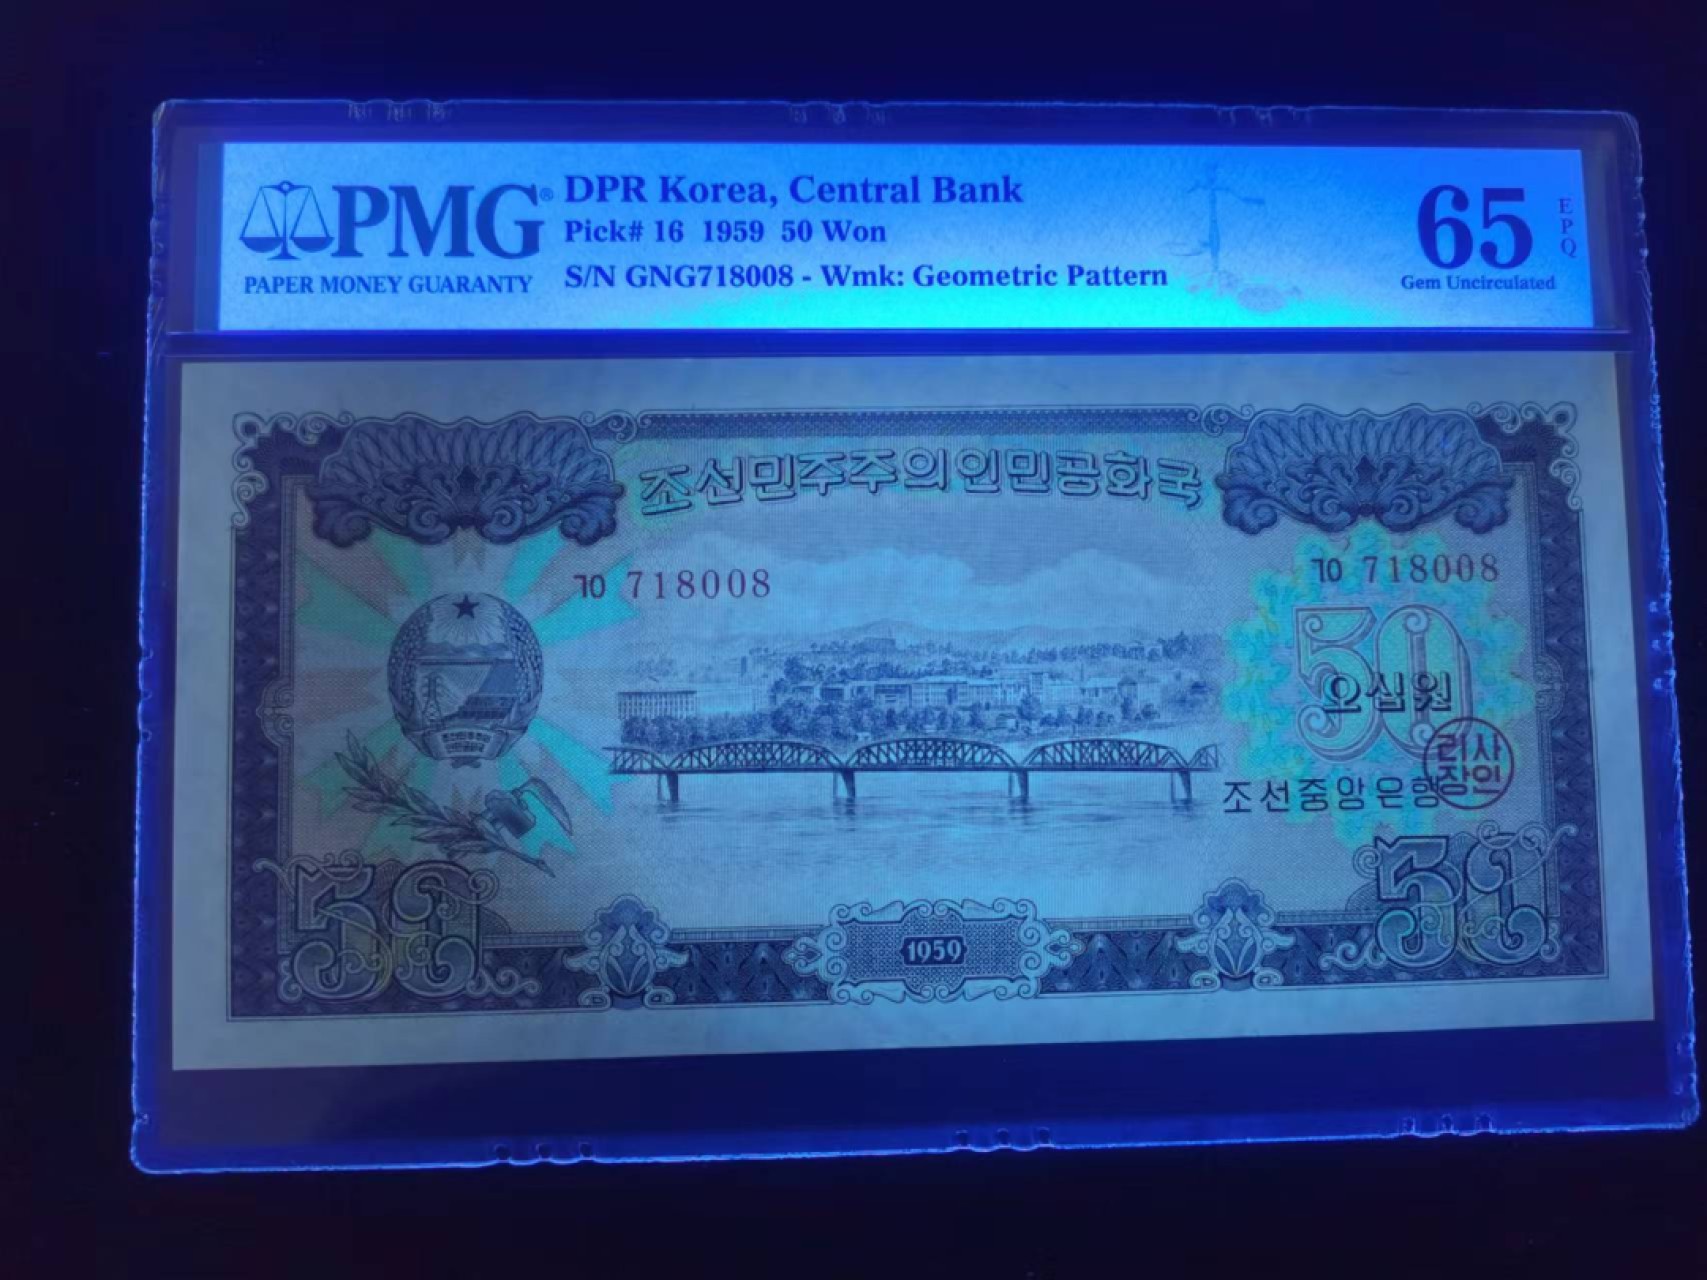 PMG®
PAPER MONEY GUARANTY
DPR Korea, Central Bank
Pick# 16 1959 50 Won
S/N GNG718008 - Wmk: Geometric Pattern
65
EPQ
Gem Uncirculated
조선민주주의인민공화국
ㄱㅇ 718008
ㄱㅇ 718008
50
오십원
조선중앙은행
리사
장인
50
1959
50